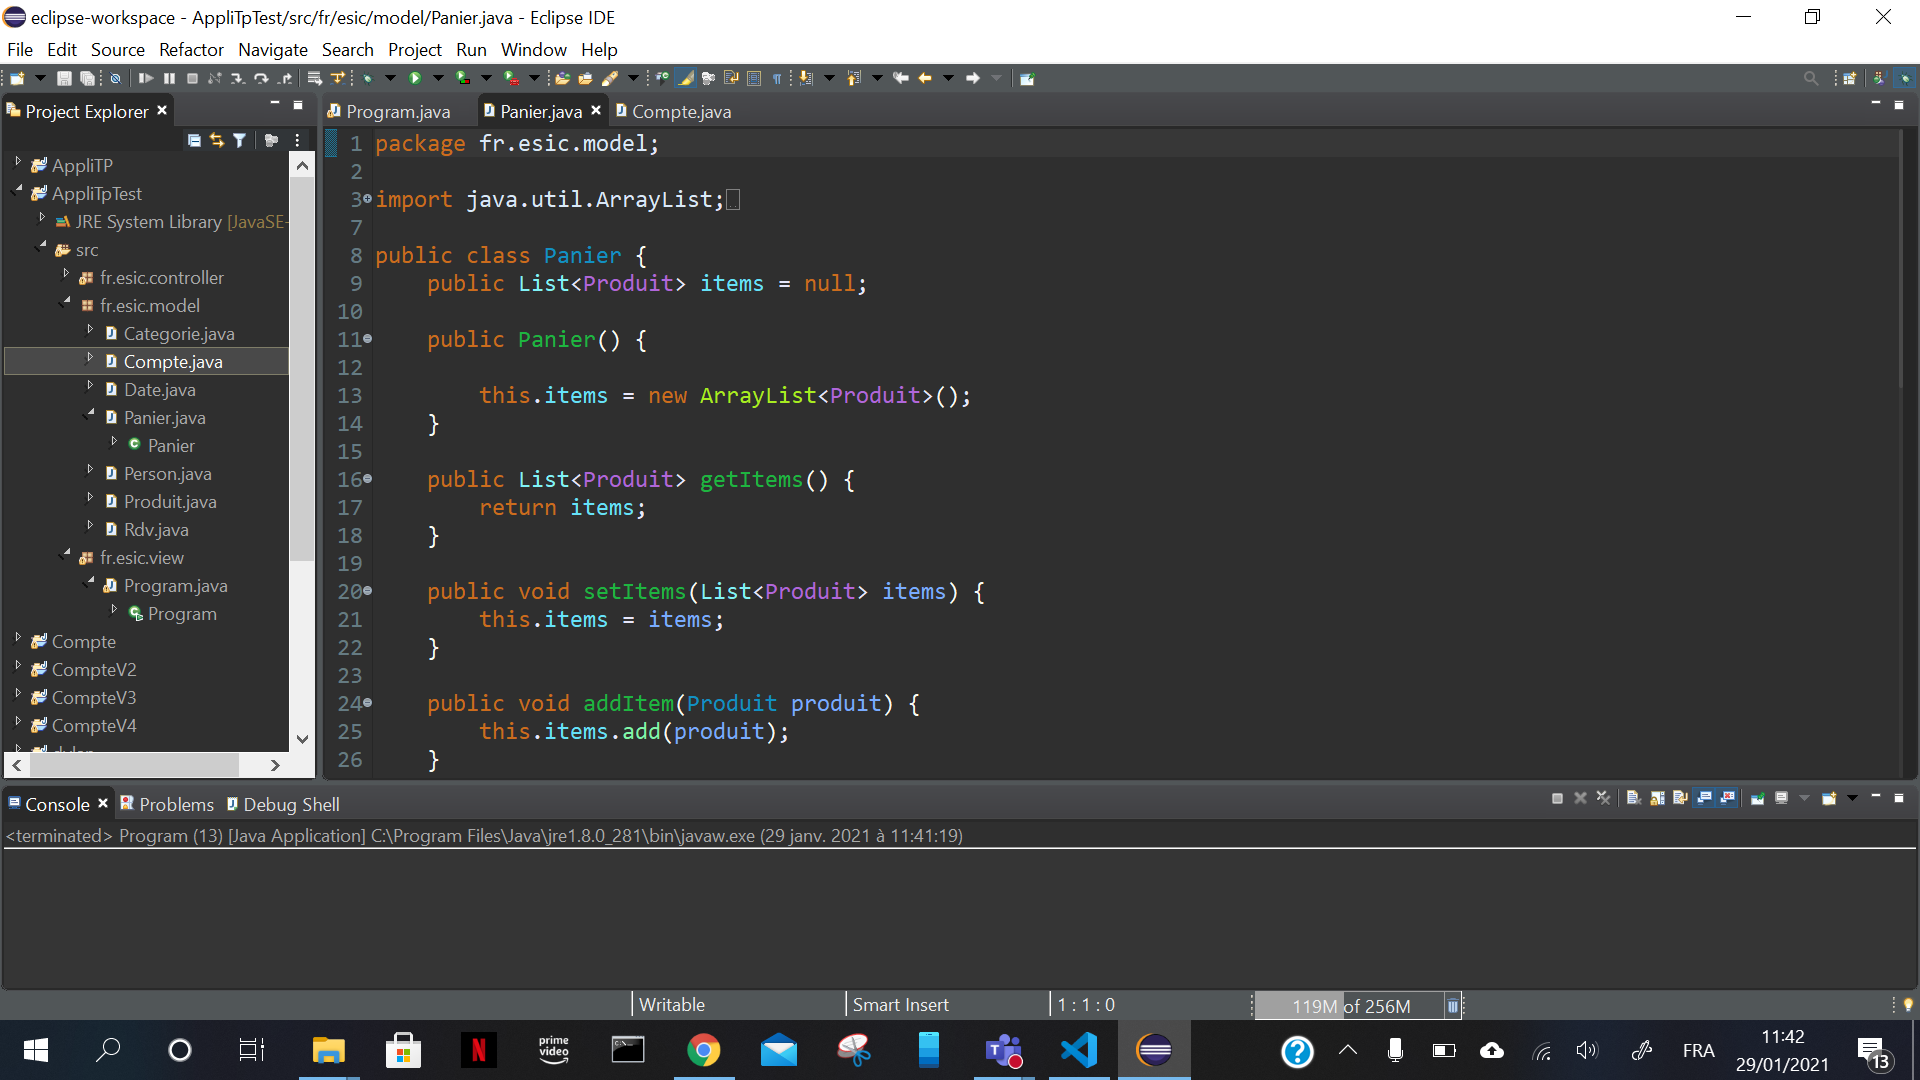 eclipse-workspace - AppliTpTest/src/fr/esic/model/Panier.java - Eclipse IDE
File Edit Source Refactor Navigate Search Project Run Window Help
Project Explorer
AppliTP
AppliTpTest
JRE System Library [JavaSE-
src
fr.esic.controller
fr.esic.model
Categorie.java
Compte.java
Date.java
Panier.java
Panier
Person.java
Produit.java
Rdv.java
fr.esic.view
Program.java
Program
Compte
CompteV2
CompteV3
CompteV4
Program.java Panier.java Compte.java
1 package fr.esic.model;
2
3 import java.util.ArrayList;
7
8 public class Panier {
9 public List<Produit> items = null;
10
11 public Panier() {
12
13 this.items = new ArrayList<Produit>();
14 }
15
16 public List<Produit> getItems() {
17 return items;
18 }
19
20 public void setItems(List<Produit> items) {
21 this.items = items;
22 }
23
24 public void addItem(Produit produit) {
25 this.items.add(produit);
26 }
Console Problems Debug Shell
<terminated> Program (13) [Java Application] C:\Program Files\Java\jre1.8.0_281\bin\javaw.exe (29 janv. 2021 à 11:41:19)
Writable Smart Insert 1 : 1 : 0 119M of 256M
N prime video FRA 11:42
29/01/2021 13